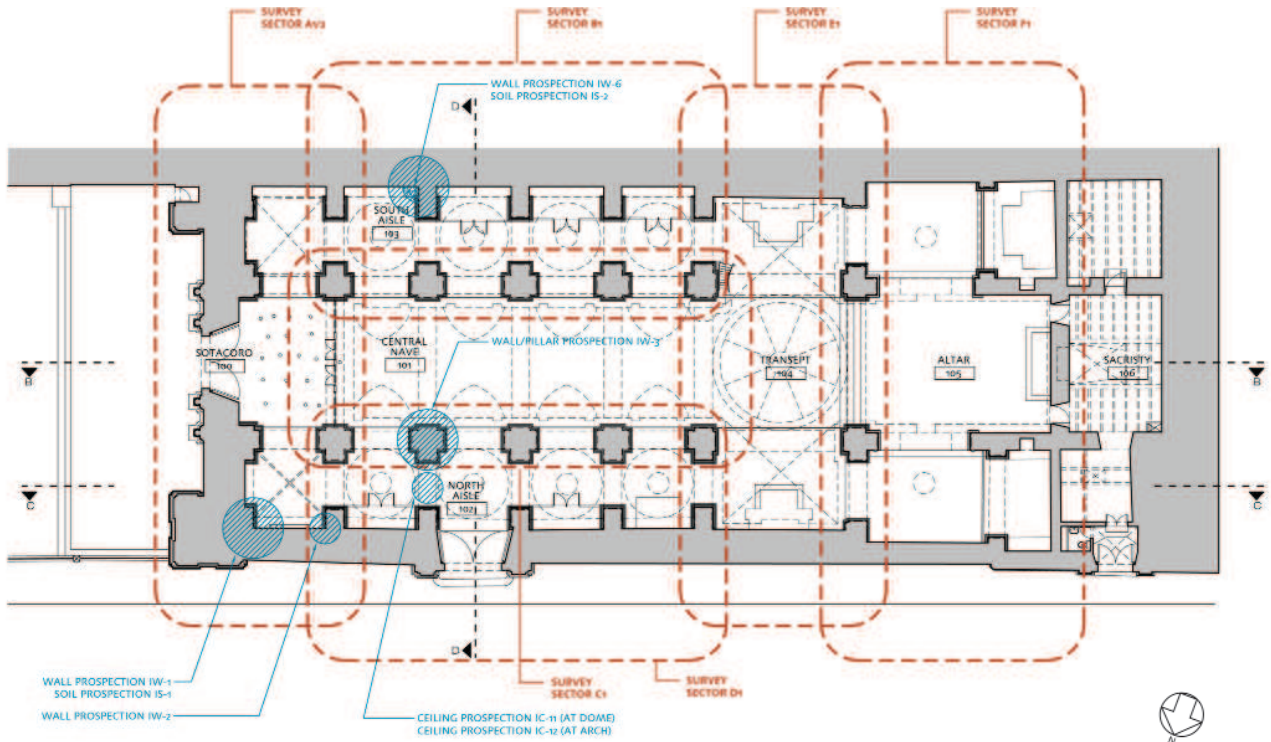 SURVEY
SECTOR A1/2
SURVEY
SECTOR B1
SURVEY
SECTOR E1
SURVEY
SECTOR F1
WALL PROSPECTION IW-6
SOIL PROSPECTION IS-2
D
SOUTH
AISLE
103
SOTACORO
100
CENTRAL
NAVE
101
WALL/PILLAR PROSPECTION IW-3
TRANSEPT
104
ALTAR
105
SACRISTY
106
B
B
NORTH
AISLE
102
C
C
D
WALL PROSPECTION IW-1
SOIL PROSPECTION IS-1
WALL PROSPECTION IW-2
SURVEY
SECTOR C1
SURVEY
SECTOR D1
CEILING PROSPECTION IC-11 (AT DOME)
CEILING PROSPECTION IC-12 (AT ARCH)
N